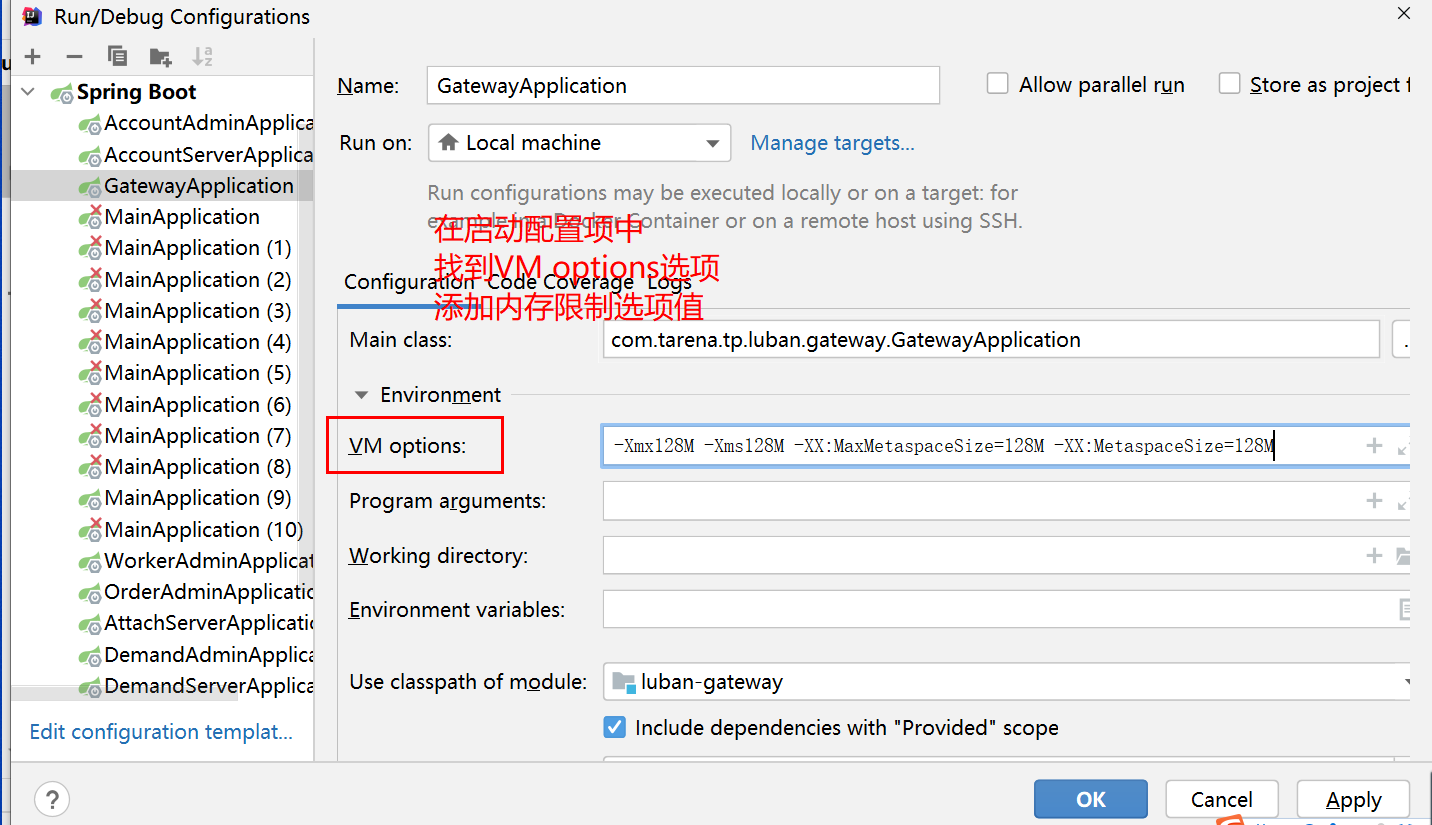 Run/Debug Configurations
Spring Boot
AccountAdminApplica
AccountServerApplica
GatewayApplication
MainApplication
MainApplication (1)
MainApplication (2)
MainApplication (3)
MainApplication (4)
MainApplication (5)
MainApplication (6)
MainApplication (7)
MainApplication (8)
MainApplication (9)
MainApplication (10)
WorkerAdminApplicat
OrderAdminApplicatio
AttachServerApplicatio
DemandAdminApplica
DemandServerApplica
Edit configuration templat...
Name: GatewayApplication
Allow parallel run
Store as project f
Run on: Local machine Manage targets...
Run configurations may be executed locally or on a target: for
example in a Docker Container or on a remote host using SSH.
在启动配置项中
找到VM options选项
添加内存限制选项值
Configuration Code Coverage Logs
Main class: com.tarena.tp.luban.gateway.GatewayApplication
Environment
VM options: -Xmx128M -Xms128M -XX:MaxMetaspaceSize=128M -XX:MetaspaceSize=128M
Program arguments:
Working directory:
Environment variables:
Use classpath of module: luban-gateway
Include dependencies with "Provided" scope
OK Cancel Apply